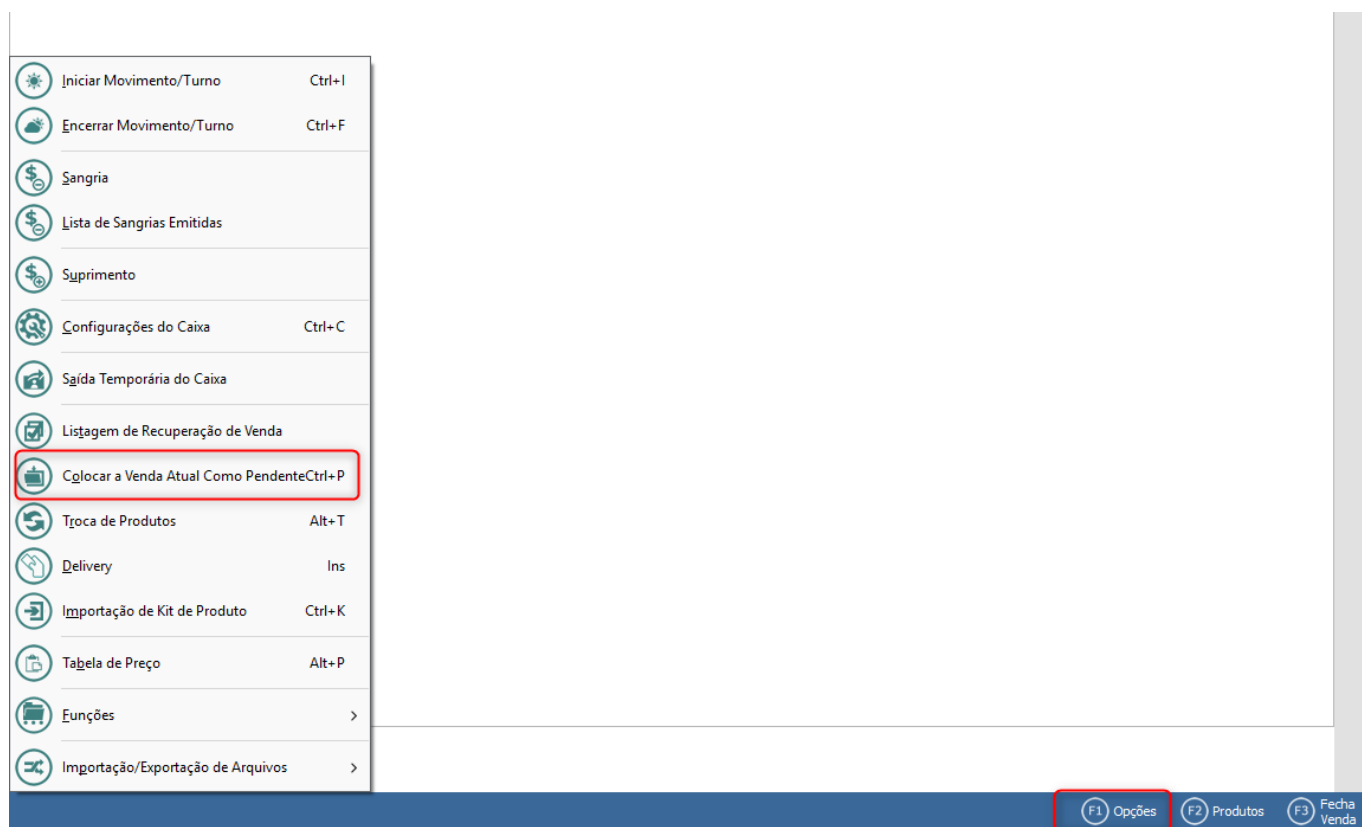 Iniciar Movimento/Turno Ctrl+I
Encerrar Movimento/Turno Ctrl+F
Sangria
Lista de Sangrias Emitidas
Suprimento
Configurações do Caixa Ctrl+C
Saída Temporária do Caixa
Listagem de Recuperação de Venda
Colocar a Venda Atual Como PendenteCtrl+P
Troca de Produtos Alt+T
Delivery Ins
Importação de Kit de Produto Ctrl+K
Tabela de Preço Alt+P
Funções
Importação/Exportação de Arquivos
F1 Opções
F2 Produtos
F3 Fecha
Venda